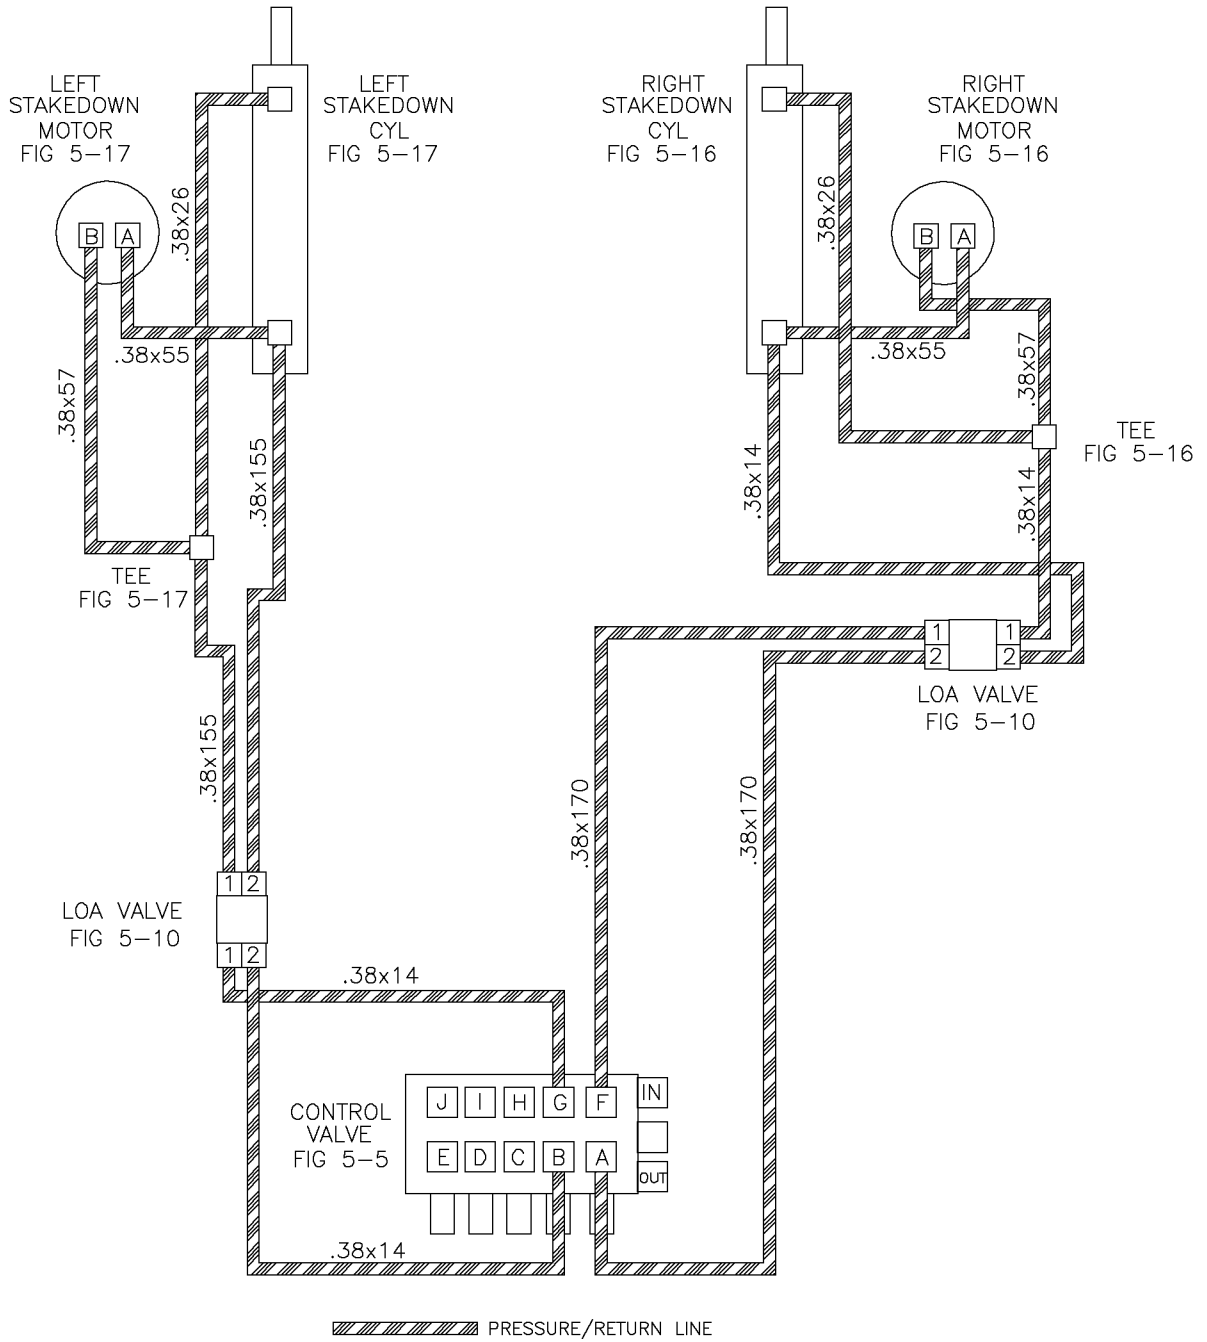 LEFT
STAKEDOWN
MOTOR
FIG 5-17
LEFT
STAKEDOWN
CYL
FIG 5-17
RIGHT
STAKEDOWN
CYL
FIG 5-16
RIGHT
STAKEDOWN
MOTOR
FIG 5-16
.38x26
.38x26
B A
B A
.38x55
.38x55
.38x57
.38x57
.38x155
.38x14
TEE
FIG 5-16
.38x14
TEE
FIG 5-17
1 1
2 2
LOA VALVE
FIG 5-10
.38x155
.38x170
.38x170
1 2
LOA VALVE
FIG 5-10
1 2
.38x14
CONTROL
VALVE
FIG 5-5
J I H G F
IN
E D C B A
OUT
.38x14
PRESSURE/RETURN LINE